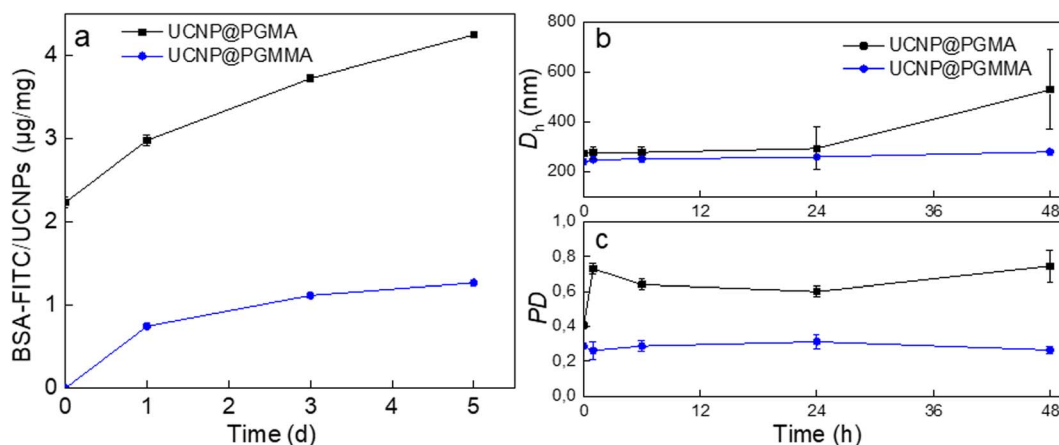 a
UCNP@PGMA
UCNP@PGMMA
BSA-FITC/UCNPs (µg/mg)
4
3
2
1
0
0 1 2 3 4 5
Time (d)
b
UCNP@PGMA
UCNP@PGMMA
Dh (nm)
800
600
400
200
0 12 24 36 48
c
PD
1,0
0,8
0,6
0,4
0,2
0,0
0 12 24 36 48
Time (h)